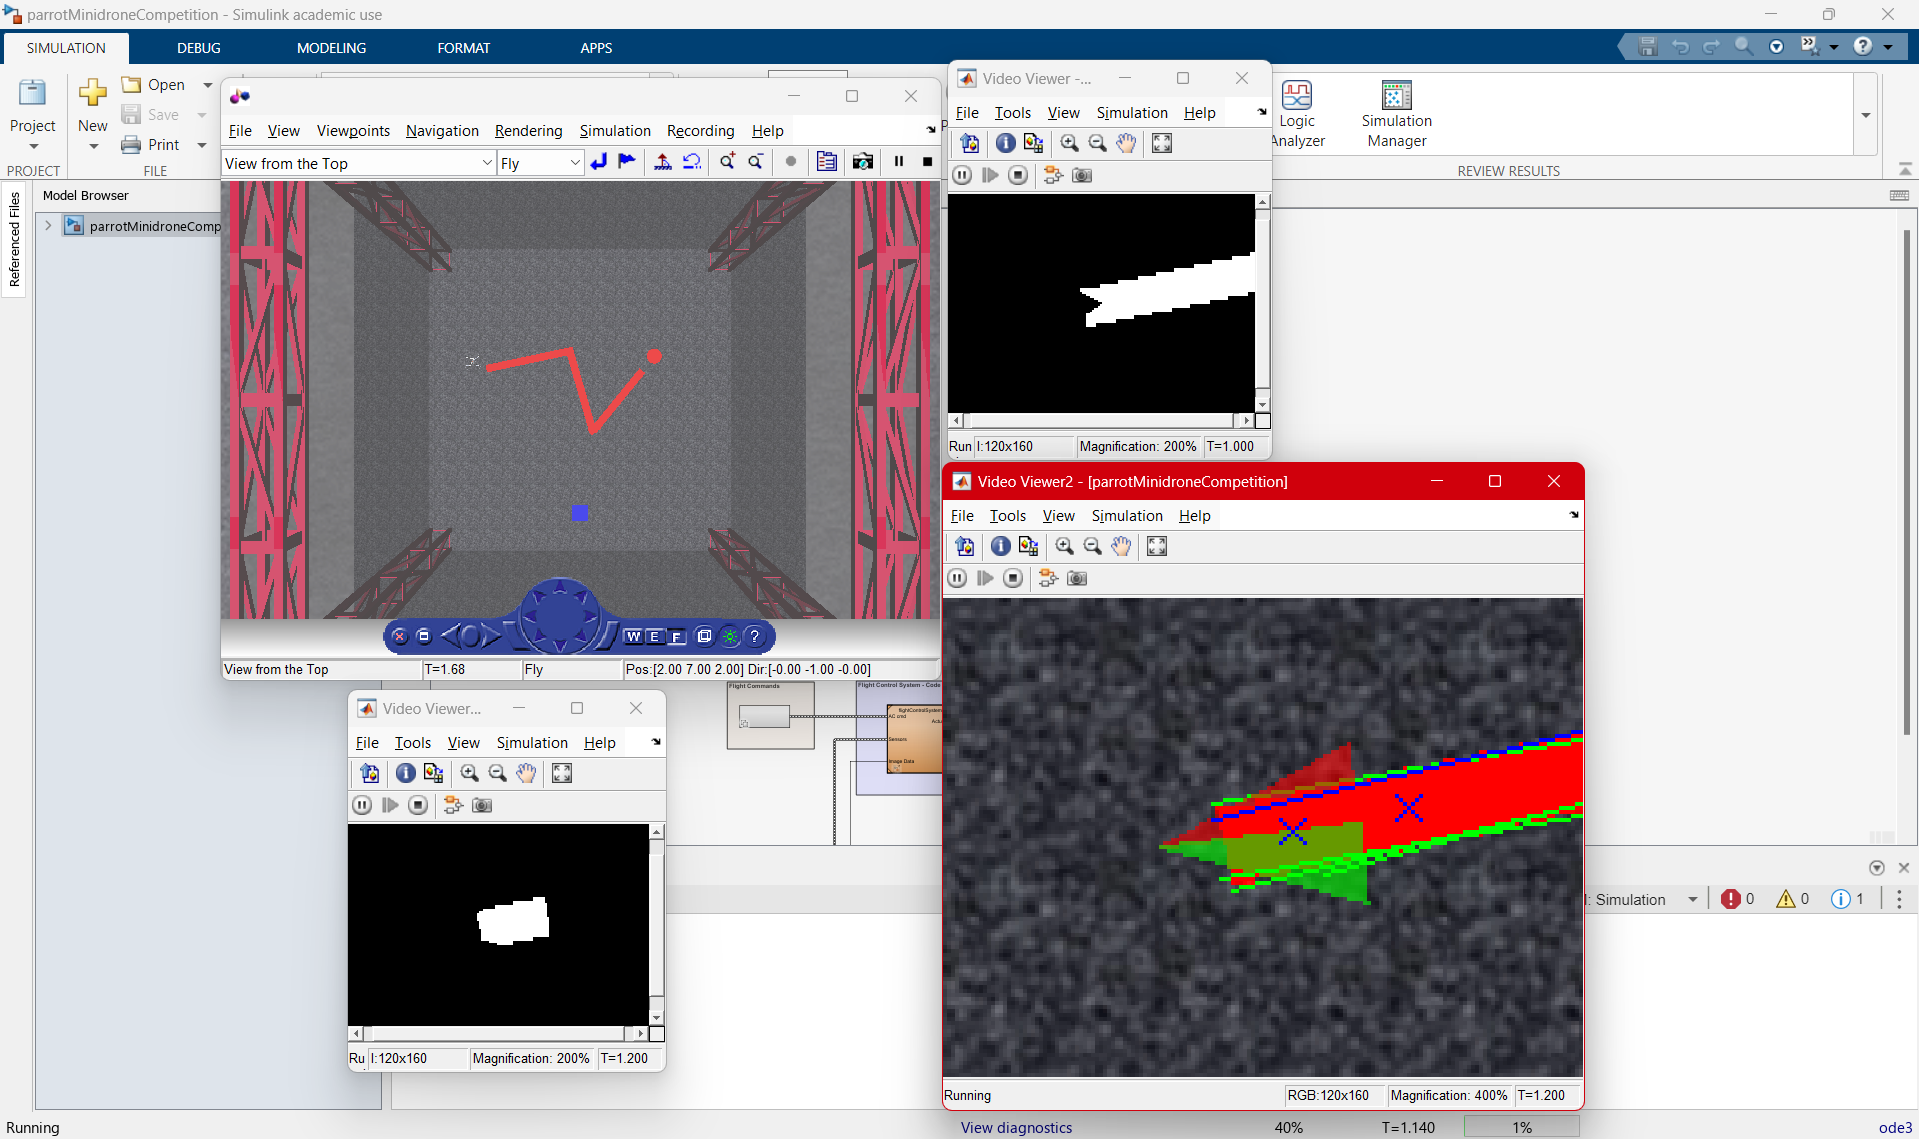 parrotMinidroneCompetition - Simulink academic use
SIMULATION DEBUG MODELING FORMAT APPS
Project
PROJECT
New
Open
Save
Print
FILE
Logic
Analyzer
Simulation
Manager
REVIEW RESULTS
Referenced Files
Model Browser
parrotMinidroneComp
File View Viewpoints Navigation Rendering Simulation Recording Help
View from the Top Fly
W E F ?
View from the Top T=1.68 Fly Pos:[2.00 7.00 2.00] Dir:[-0.00 -1.00 -0.00]
Video Viewer -...
File Tools View Simulation Help
Run I:120x160 Magnification: 200% T=1.000
Video Viewer2 - [parrotMinidroneCompetition]
File Tools View Simulation Help
Running RGB:120x160 Magnification: 400% T=1.200
Video Viewer...
File Tools View Simulation Help
Ru I:120x160 Magnification: 200% T=1.200
Flight Commands
Flight Control System - Code
flightControlSystem
AC cmd
Sensors
Image Data
: Simulation 0 0 1
Running View diagnostics 40% T=1.140 1% ode3